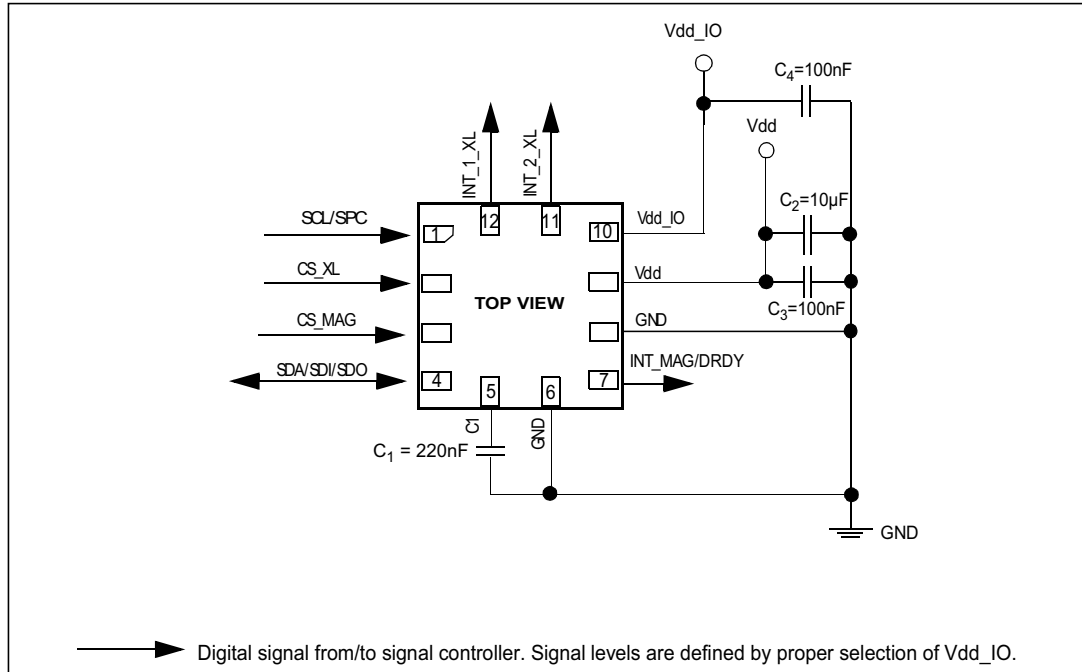 Vdd_IO
C4=100nF
Vdd
INT_1_XL
INT_2_XL
C2=10µF
SCL/SPC
1
12
11
10
Vdd_IO
CS_XL
Vdd
TOP VIEW
C3=100nF
CS_MAG
GND
SDA/SDI/SDO
4
5
6
7
INT_MAG/DRDY
C1
GND
C1 = 220nF
GND
Digital signal from/to signal controller. Signal levels are defined by proper selection of Vdd_IO.